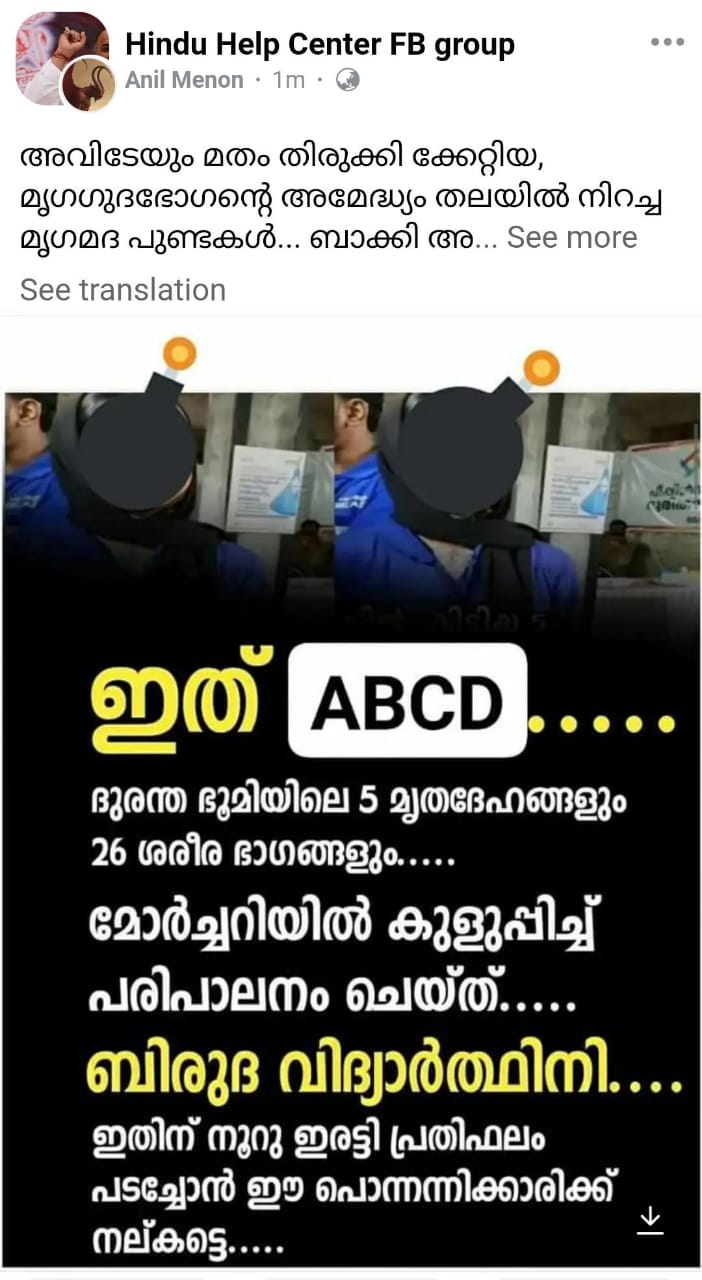 Hindu Help Center FB group
Anil Menon · 1m ·
അവിടേയും മതം തിരുക്കി ക്കേറ്റിയ,
മൃഗഗുദഭോഗന്റെ അമേദ്ധ്യം തലയിൽ നിറച്ച
മൃഗമദ പുണ്ടകൾ... ബാക്കി അ... See more
See translation
ഇത് ABCD.....
ദുരന്ത ഭൂമിയിലെ 5 മൃതദേഹങ്ങളും
26 ശരീര ഭാഗങ്ങളും.....
മോർച്ചറിയിൽ കുളുപ്പിച്ച്
പരിപാലനം ചെയ്ത്.....
ബിരുദ വിദ്യാർത്ഥിനി....
ഇതിന് നൂറു ഇരട്ടി പ്രതിഫലം
പടച്ചോൻ ഈ പൊന്നന്നിക്കാരിക്ക്
നല്കട്ടെ.....